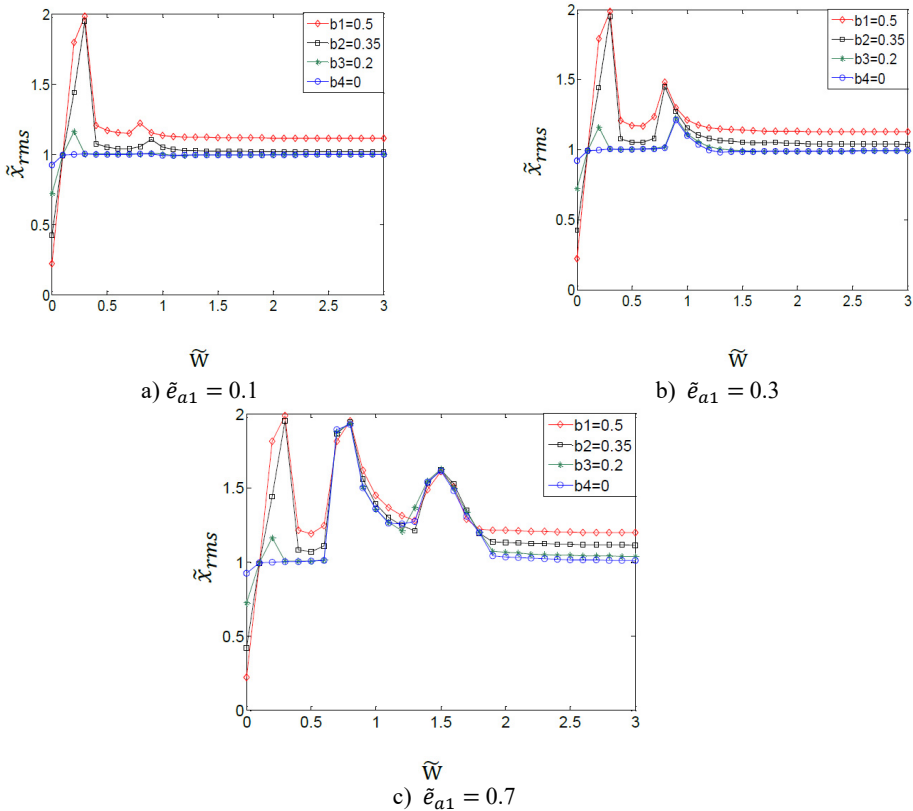 2
1.5
1
0.5
0
0 0.5 1 1.5 2 2.5 3
x̃rms
W̃
b1=0.5
b2=0.35
b3=0.2
b4=0
a) ẽa1 = 0.1
2
1.5
1
0.5
0
0 0.5 1 1.5 2 2.5 3
x̃rms
W̃
b1=0.5
b2=0.35
b3=0.2
b4=0
b) ẽa1 = 0.3
2
1.5
1
0.5
0
0 0.5 1 1.5 2 2.5 3
x̃rms
W̃
b1=0.5
b2=0.35
b3=0.2
b4=0
c) ẽa1 = 0.7